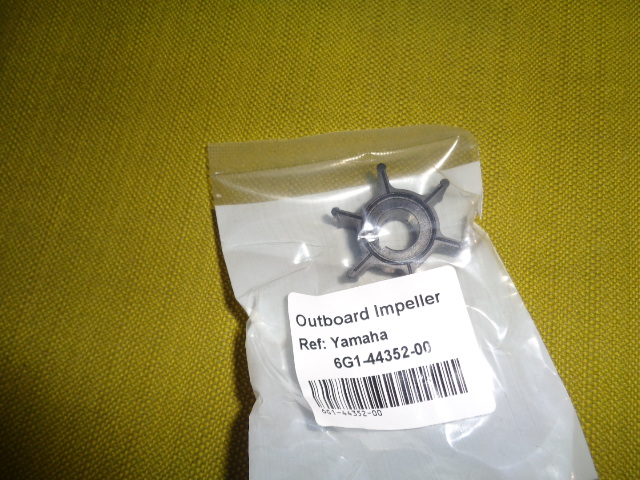 Outboard Impeller
Ref: Yamaha
6G1-44352-00
6G1-44352-00